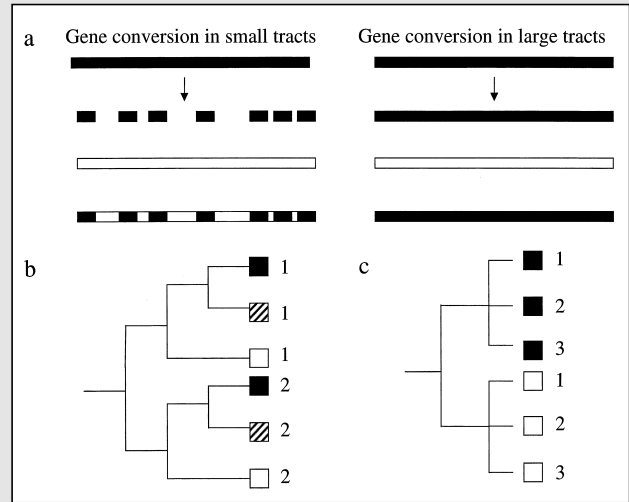 a
Gene conversion in small tracts
Gene conversion in large tracts
b
1
1
1
2
2
2
c
1
2
3
1
2
3